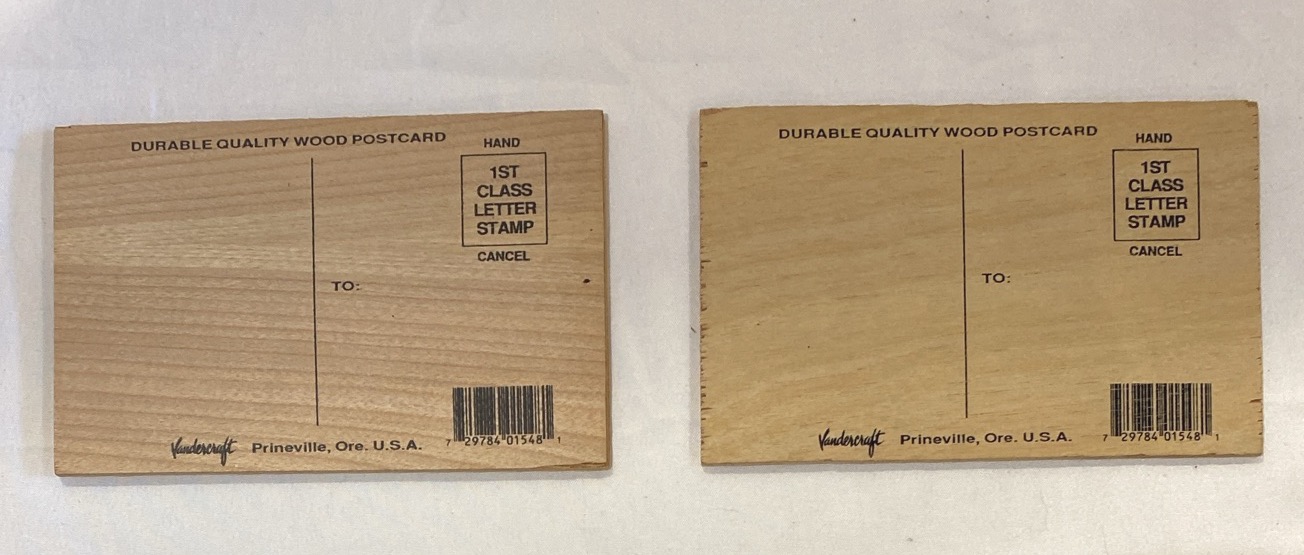 DURABLE QUALITY WOOD POSTCARD
HAND
1ST
CLASS
LETTER
STAMP
CANCEL
TO:
7 29784 01548 1
Vandercraft Prineville, Ore. U.S.A.
DURABLE QUALITY WOOD POSTCARD
HAND
1ST
CLASS
LETTER
STAMP
CANCEL
TO:
7 29784 01548 1
Vandercraft Prineville, Ore. U.S.A.